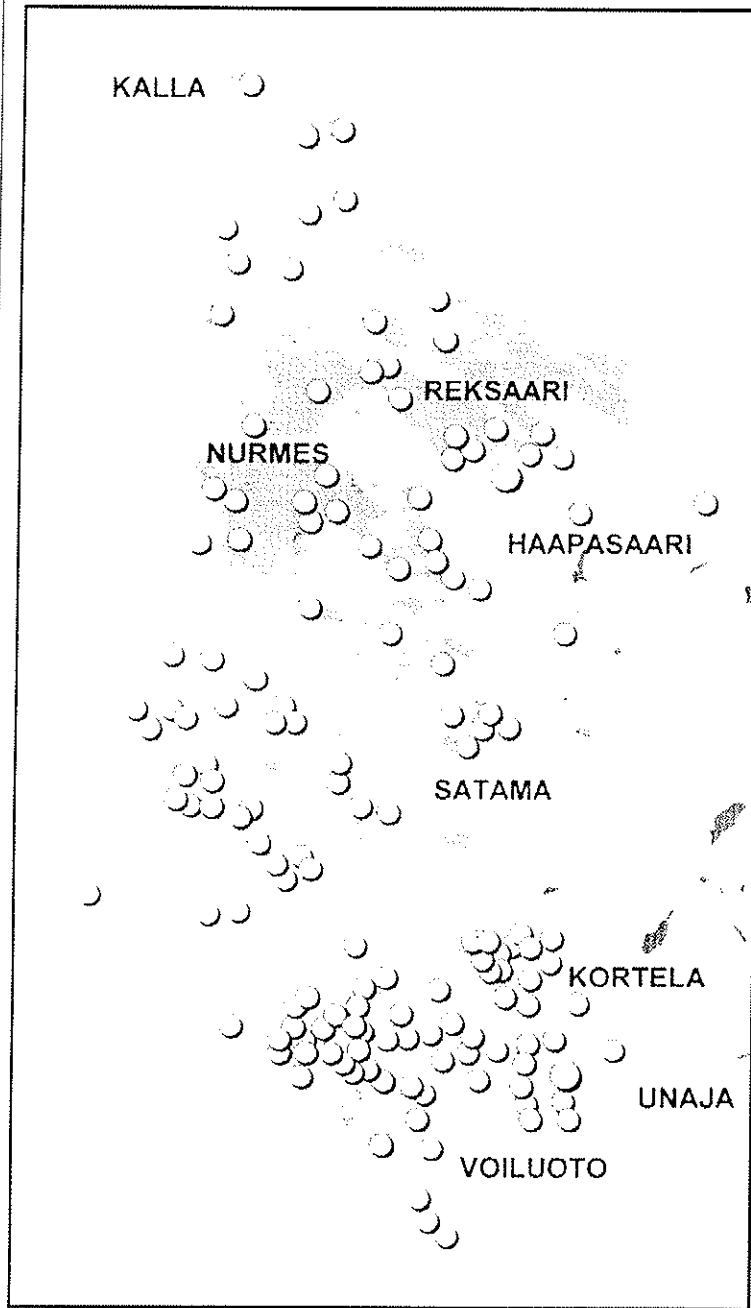 KALLA
REKSAARI
NURMES
HAAPASAARI
SATAMA
KORTELA
UNAJA
VOILUOTO